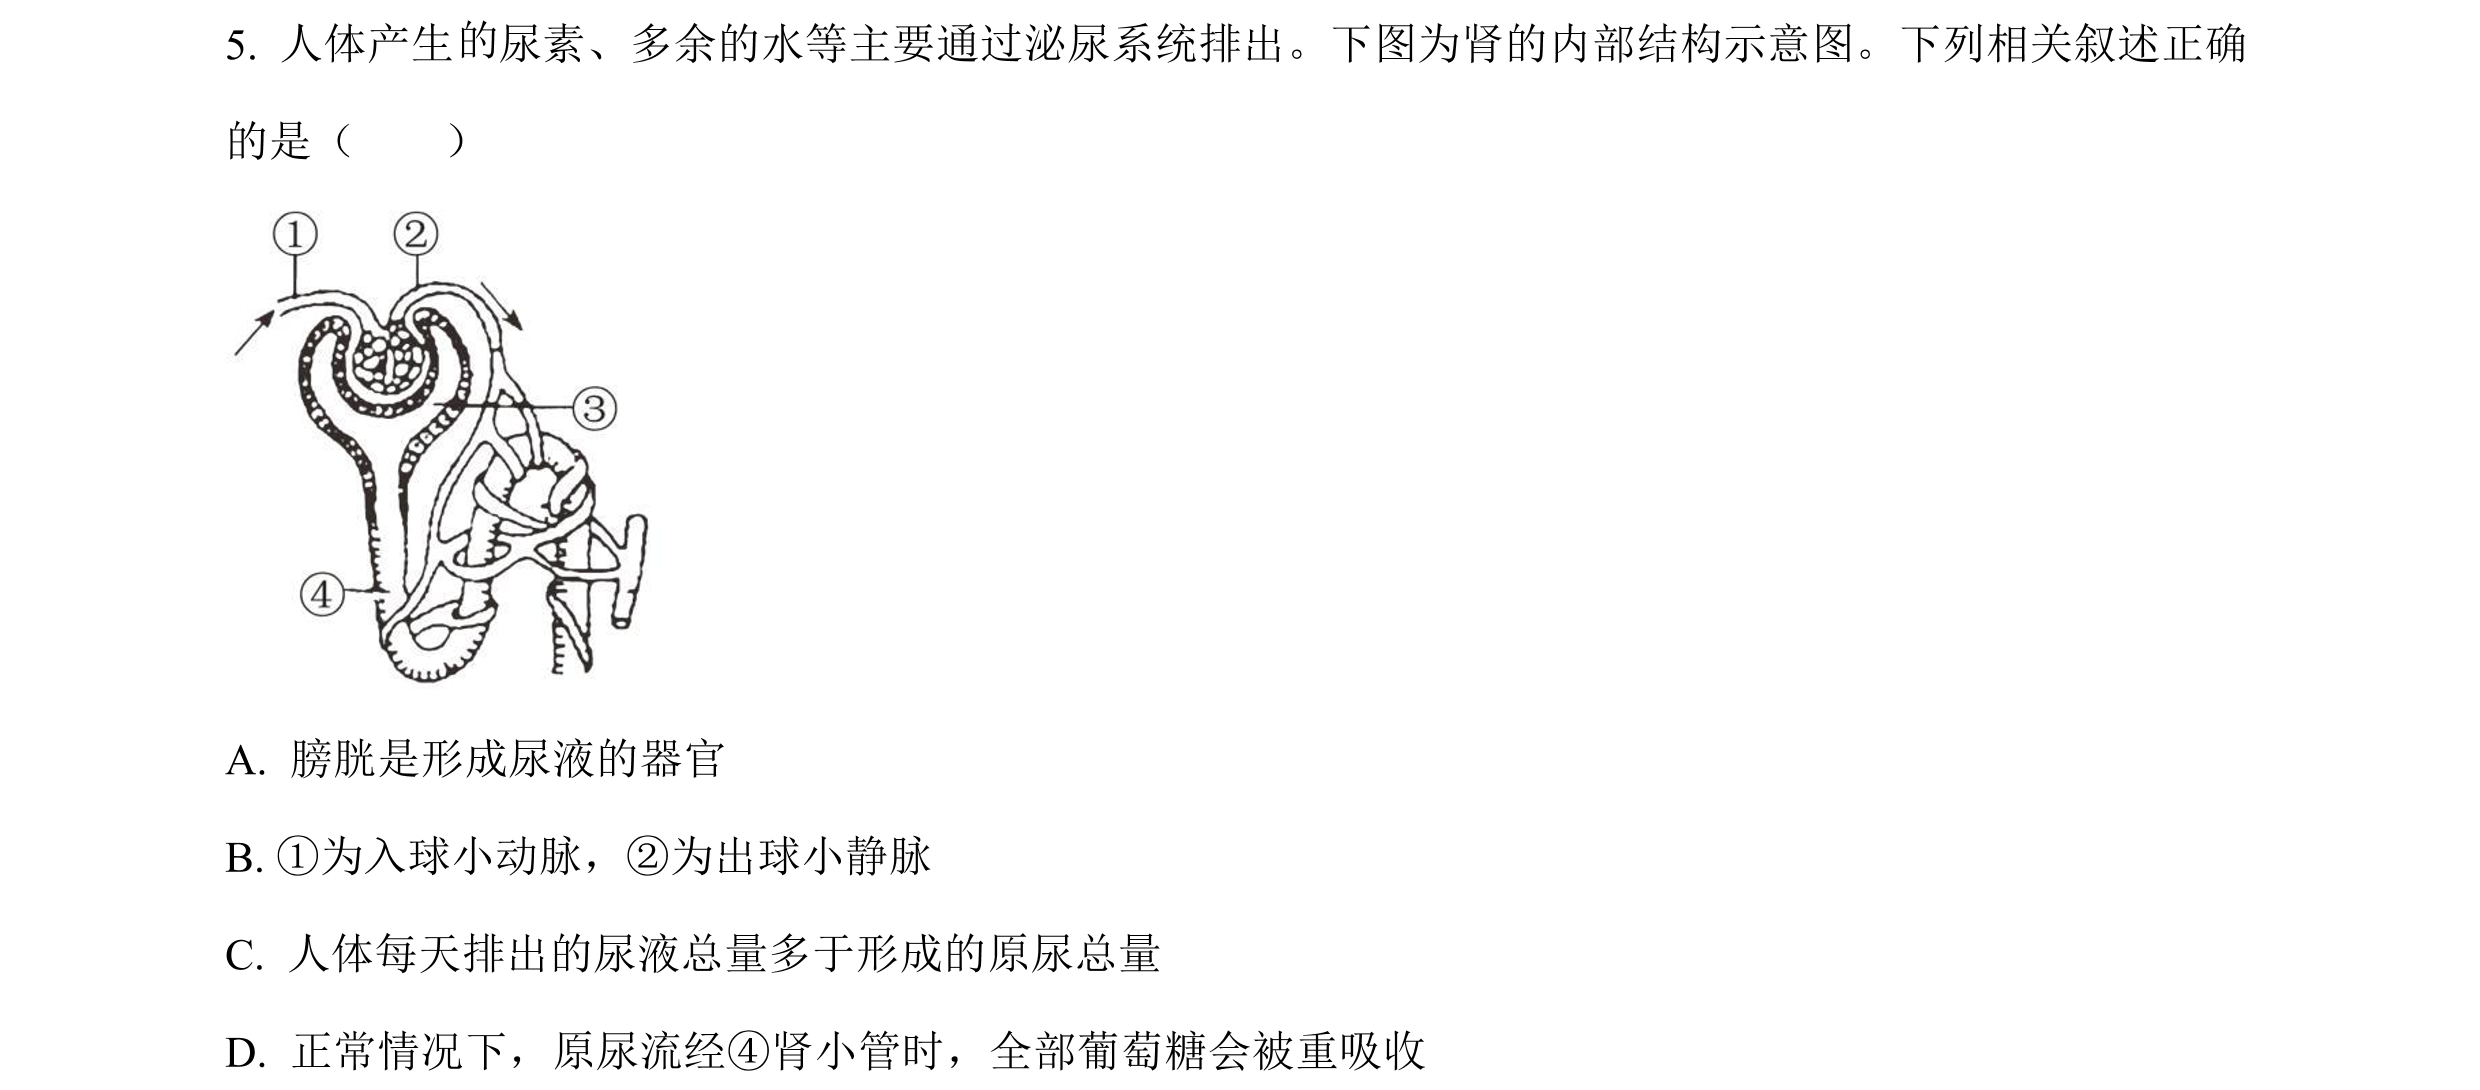 5. 人体产生的尿素、多余的水等主要通过泌尿系统排出。下图为肾的内部结构示意图。下列相关叙述正确
的是（　　）
① ②
③
④
A. 膀胱是形成尿液的器官
B. ①为入球小动脉，②为出球小静脉
C. 人体每天排出的尿液总量多于形成的原尿总量
D. 正常情况下，原尿流经④肾小管时，全部葡萄糖会被重吸收